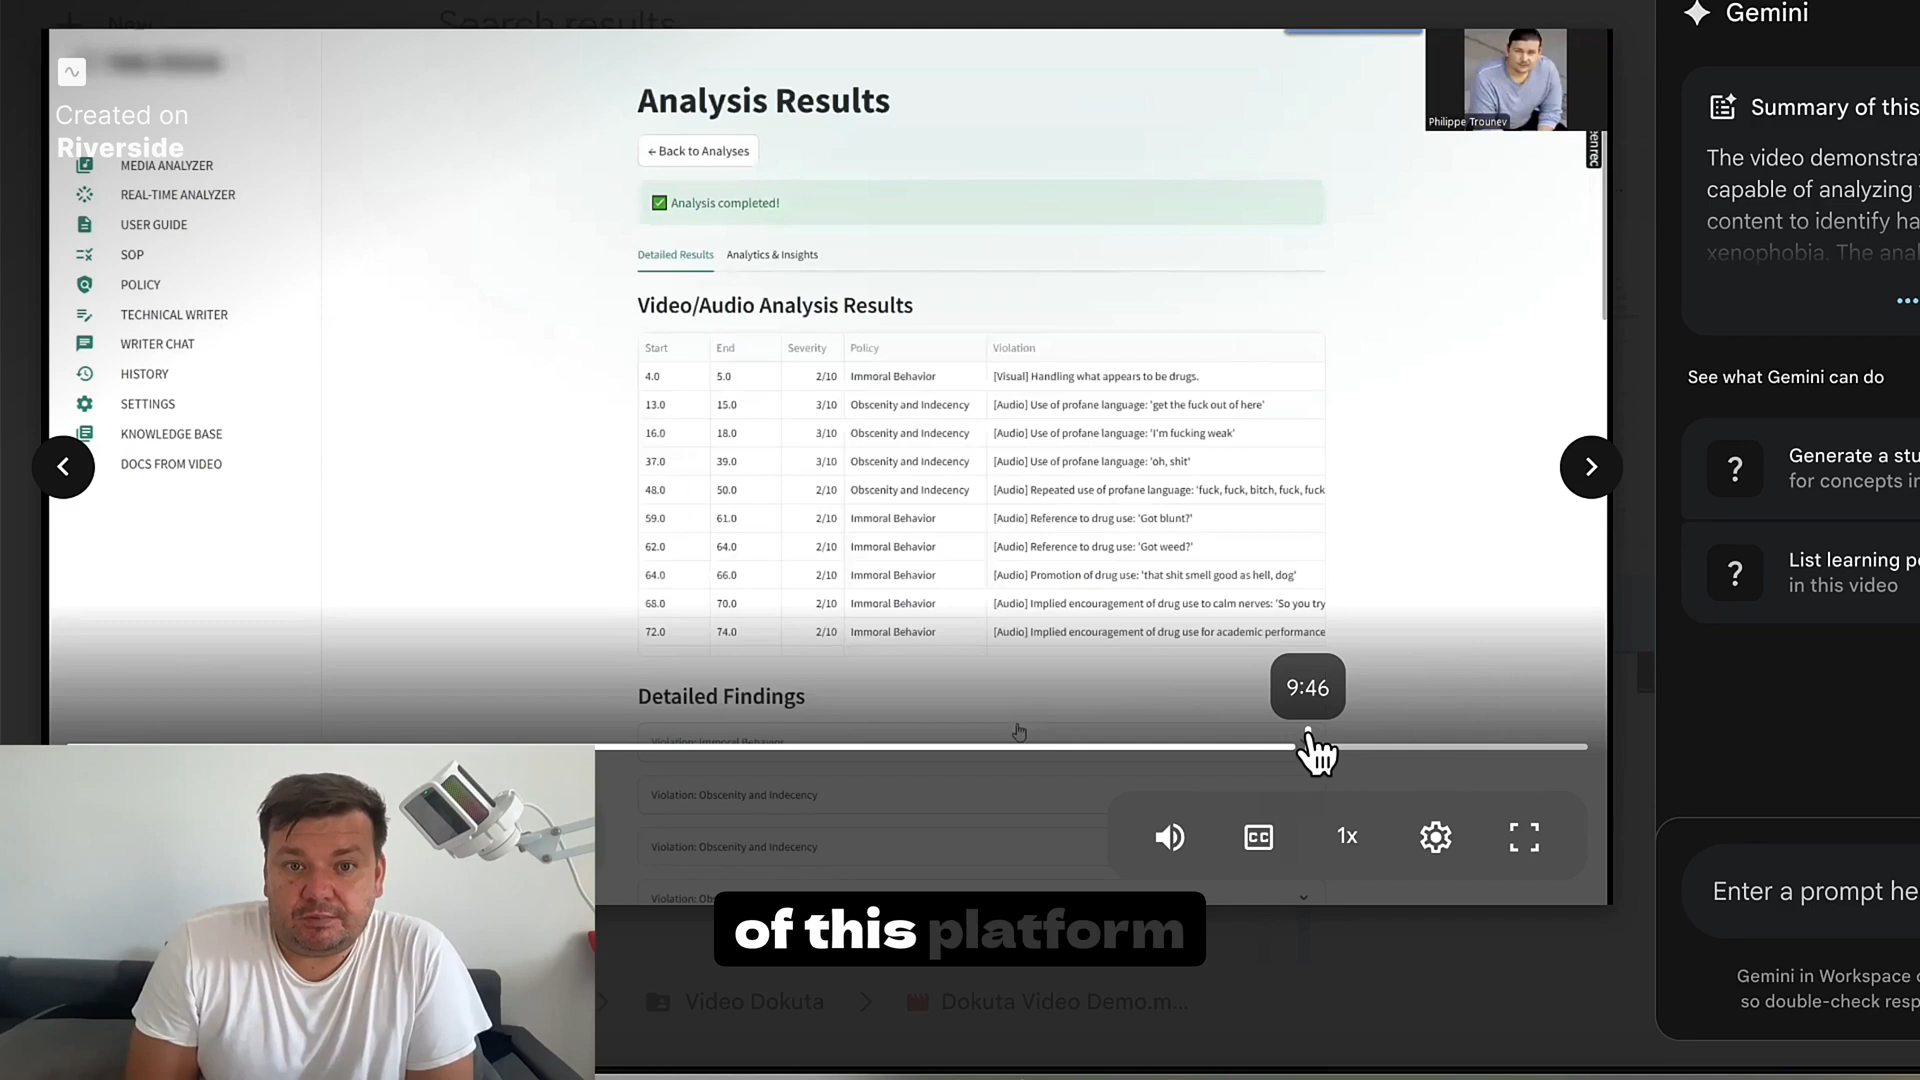 New
Search results
Created on
Riverside
MEDIA ANALYZER
REAL-TIME ANALYZER
USER GUIDE
SOP
POLICY
TECHNICAL WRITER
WRITER CHAT
HISTORY
SETTINGS
KNOWLEDGE BASE
DOCS FROM VIDEO
Analysis Results
← Back to Analyses
Analysis completed!
Detailed Results Analytics & Insights
Video/Audio Analysis Results
Start End Severity Policy Violation
4.0 5.0 2/10 Immoral Behavior [Visual] Handling what appears to be drugs.
13.0 15.0 3/10 Obscenity and Indecency [Audio] Use of profane language: 'get the fuck out of here'
16.0 18.0 3/10 Obscenity and Indecency [Audio] Use of profane language: 'I'm fucking weak'
37.0 39.0 3/10 Obscenity and Indecency [Audio] Use of profane language: 'oh, shit'
48.0 50.0 2/10 Obscenity and Indecency [Audio] Repeated use of profane language: 'fuck, fuck, bitch, fuck, fuck
59.0 61.0 2/10 Immoral Behavior [Audio] Reference to drug use: 'Got blunt?'
62.0 64.0 2/10 Immoral Behavior [Audio] Reference to drug use: 'Got weed?'
64.0 66.0 2/10 Immoral Behavior [Audio] Promotion of drug use: 'that shit smell good as hell, dog'
68.0 70.0 2/10 Immoral Behavior [Audio] Implied encouragement of drug use to calm nerves: 'So you try
72.0 74.0 2/10 Immoral Behavior [Audio] Implied encouragement of drug use for academic performance
Detailed Findings
Violation: Immoral Behavior
Violation: Obscenity and Indecency
Violation: Obscenity and Indecency
Violation: Ob
Philippe Trounev
9:46
1x
of this platform
Video Dokuta
Dokuta Video Demo.m...
Gemini
Summary of this
The video demonstra
capable of analyzing
content to identify ha
xenophobia. The anal
See what Gemini can do
Generate a stu
for concepts in
List learning p
in this video
Enter a prompt he
Gemini in Workspace c
so double-check resp